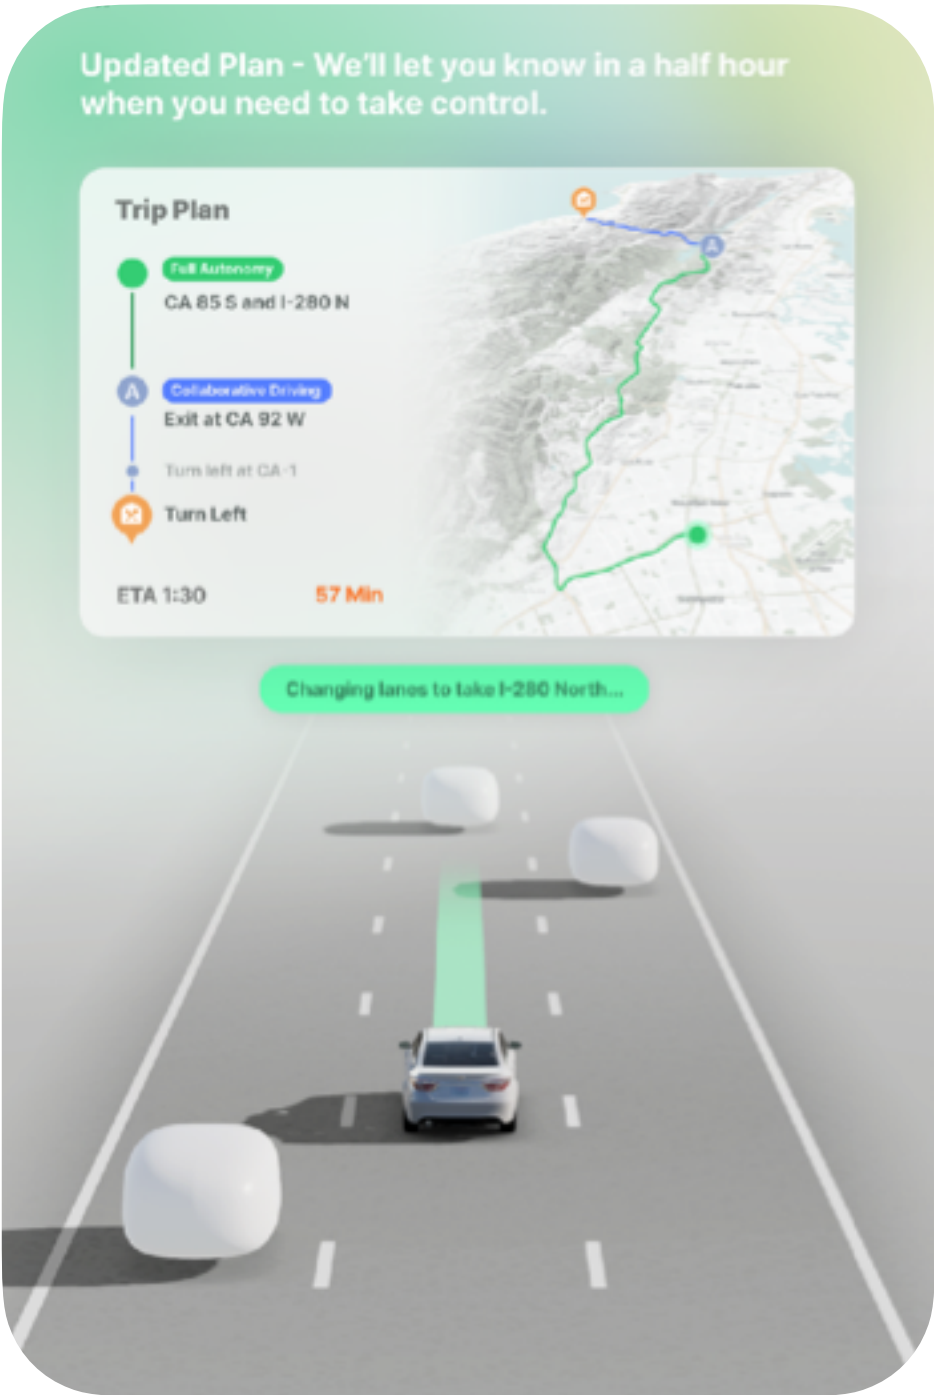 Updated Plan - We'll let you know in a half hour
when you need to take control.
Trip Plan
Full Autonomy
CA 85 S and I-280 N
A
Collaborative Driving
Exit at CA 92 W
Turn left at CA-1
Turn Left
ETA 1:30
57 Min
A
Changing lanes to take I-280 North...